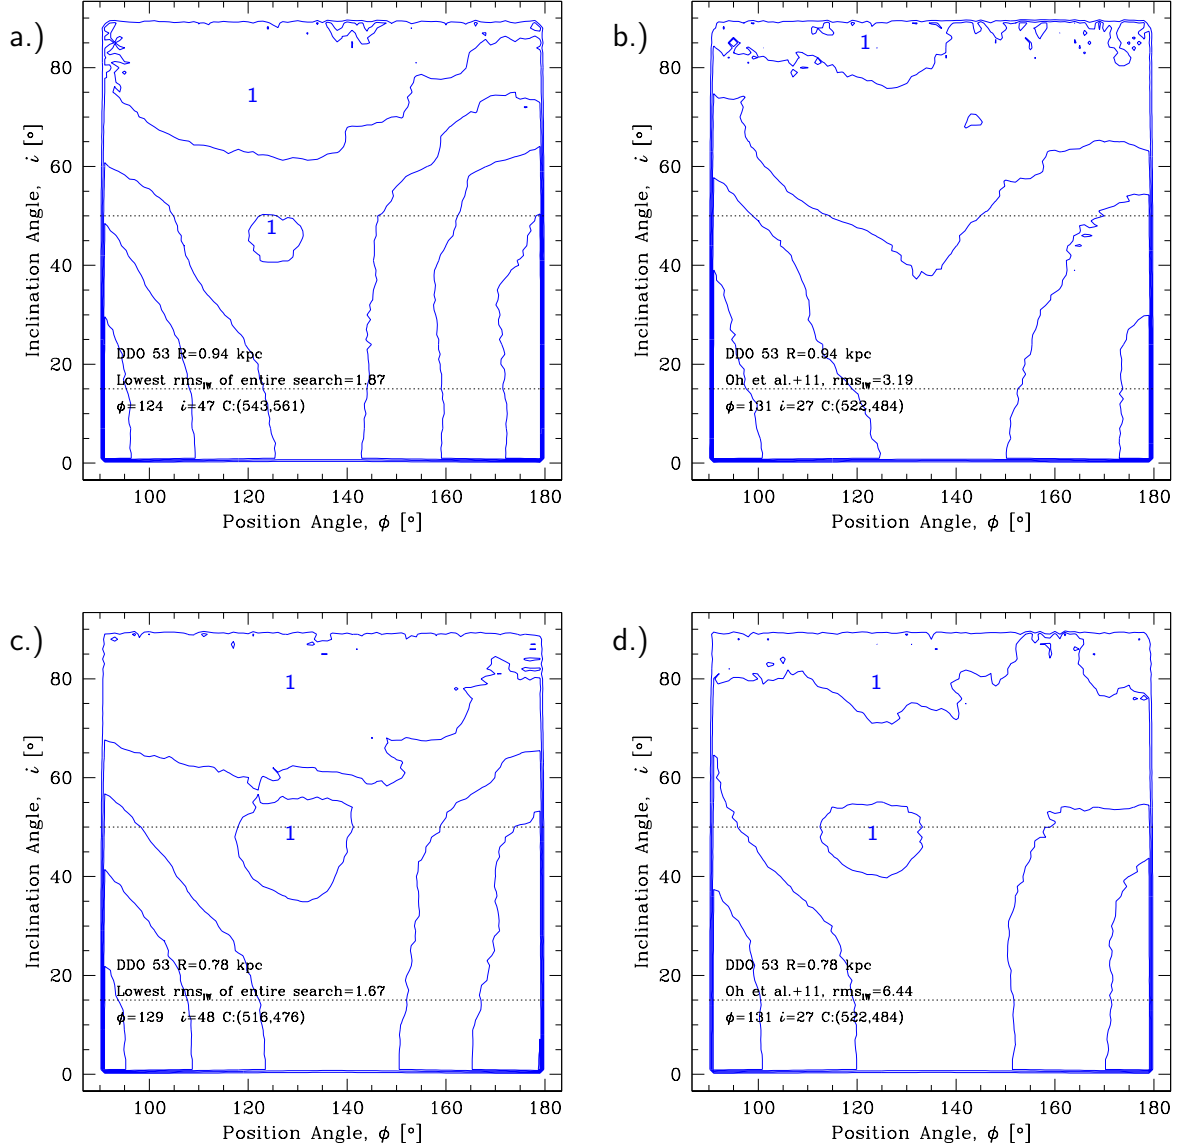 a.)
1
1
80
60
40
20
0
Inclination Angle, i [°]
DDO 53 R=0.94 kpc
Lowest rmsIW of entire search=1.87
ϕ=124 i=47 C:(543,561)
100 120 140 160 180
Position Angle, ϕ [°]
b.)
1
80
60
40
20
0
Inclination Angle, i [°]
DDO 53 R=0.94 kpc
Oh et al.+11, rmsIW=3.19
ϕ=131 i=27 C:(522,484)
100 120 140 160 180
Position Angle, ϕ [°]
c.)
1
1
80
60
40
20
0
Inclination Angle, i [°]
DDO 53 R=0.78 kpc
Lowest rmsIW of entire search=1.67
ϕ=129 i=48 C:(516,476)
100 120 140 160 180
Position Angle, ϕ [°]
d.)
1
1
80
60
40
20
0
Inclination Angle, i [°]
DDO 53 R=0.78 kpc
Oh et al.+11, rmsIW=6.44
ϕ=131 i=27 C:(522,484)
100 120 140 160 180
Position Angle, ϕ [°]